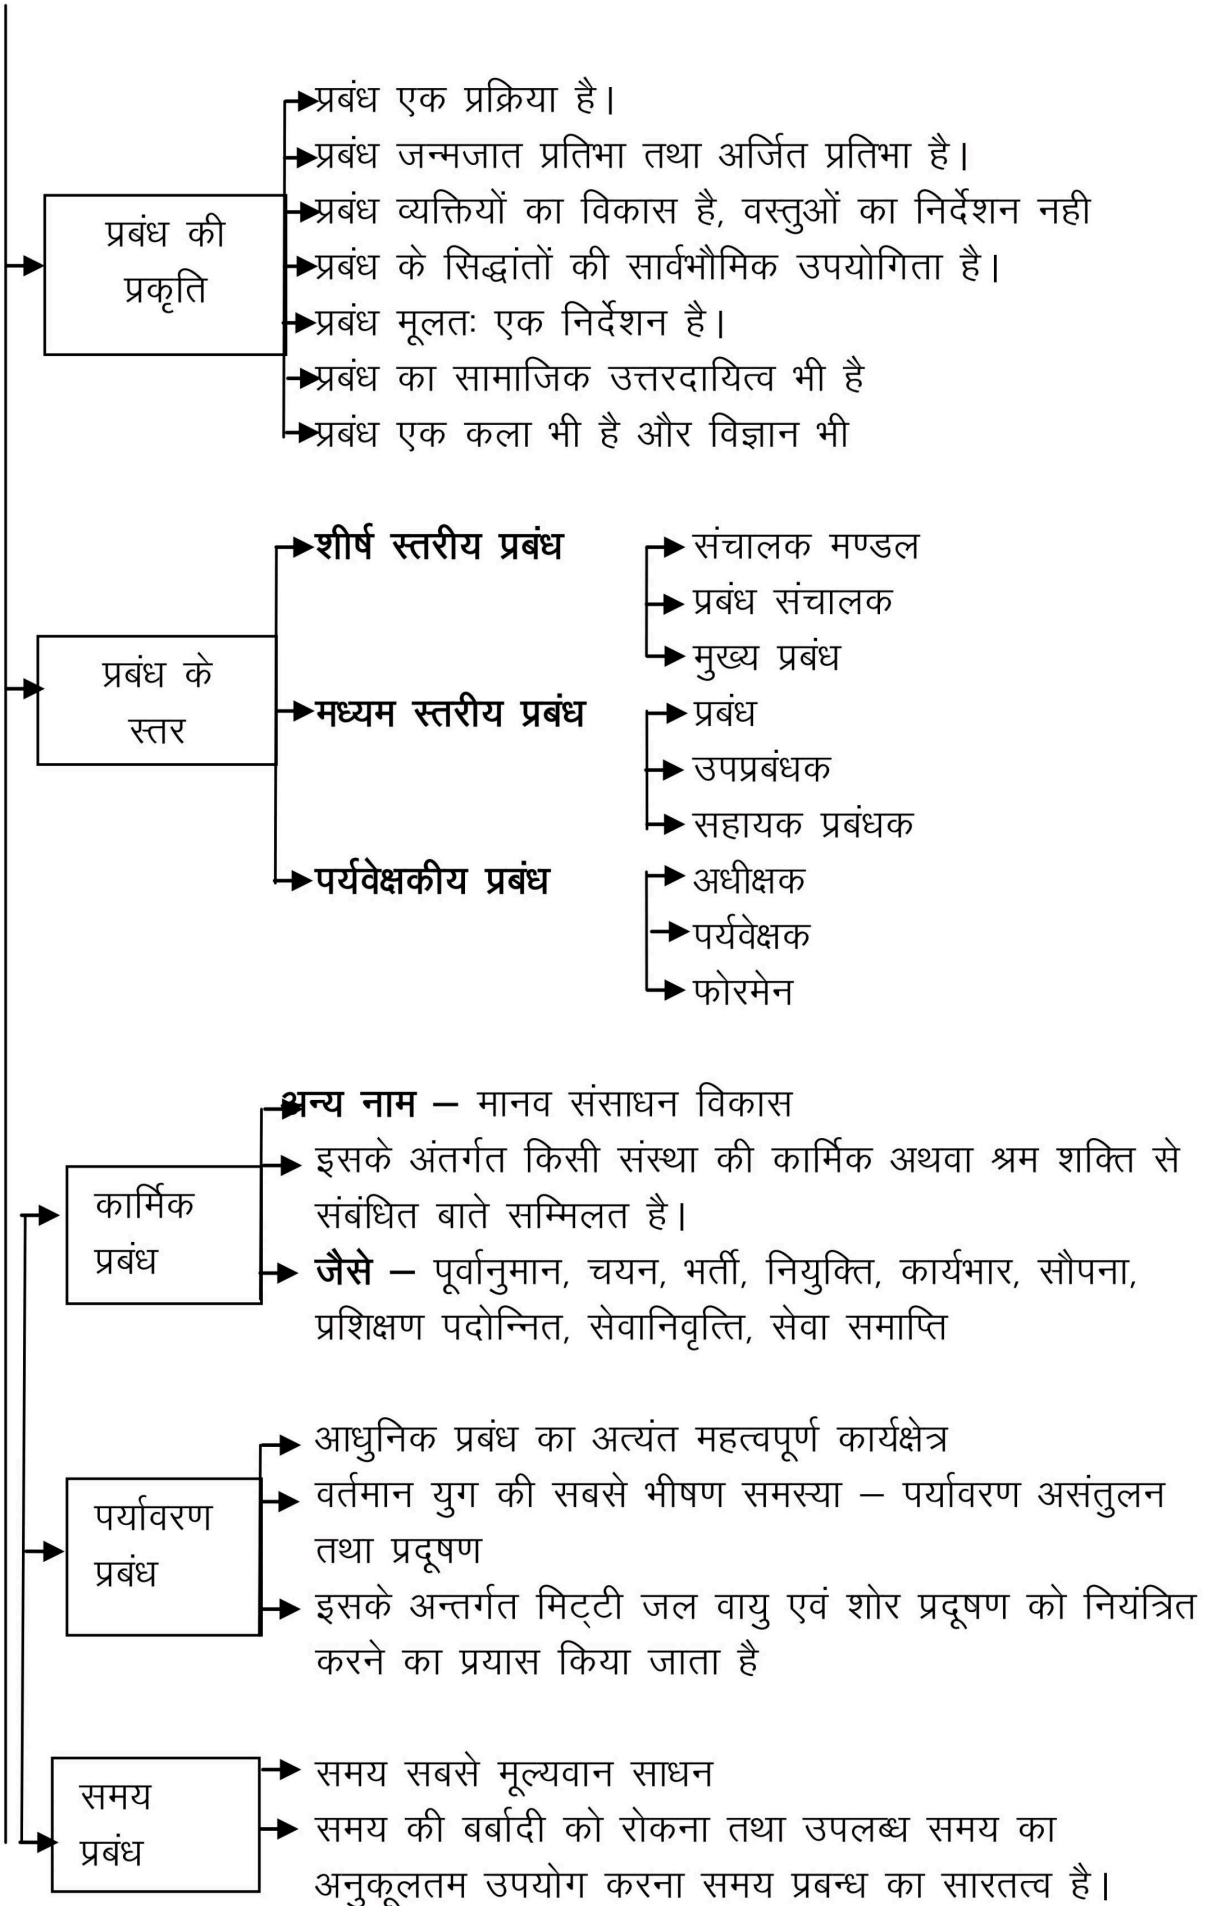 प्रबंध एक प्रक्रिया है।
प्रबंध जन्मजात प्रतिभा तथा अर्जित प्रतिभा है।
प्रबंध की
प्रकृति
प्रबंध व्यक्तियों का विकास है, वस्तुओं का निर्देशन नही
प्रबंध के सिद्धांतों की सार्वभौमिक उपयोगिता है।
प्रबंध मूलतः एक निर्देशन है।
प्रबंध का सामाजिक उत्तरदायित्व भी है
प्रबंध एक कला भी है और विज्ञान भी
प्रबंध के
स्तर
शीर्ष स्तरीय प्रबंध
संचालक मण्डल
प्रबंध संचालक
मुख्य प्रबंध
मध्यम स्तरीय प्रबंध
प्रबंध
उपप्रबंधक
सहायक प्रबंधक
पर्यवेक्षकीय प्रबंध
अधीक्षक
पर्यवेक्षक
फोरमेन
कार्मिक
प्रबंध
अन्य नाम – मानव संसाधन विकास
इसके अंतर्गत किसी संस्था की कार्मिक अथवा श्रम शक्ति से
संबंधित बाते सम्मिलत है।
जैसे – पूर्वानुमान, चयन, भर्ती, नियुक्ति, कार्यभार, सौपना,
प्रशिक्षण पदोन्नित, सेवानिवृत्ति, सेवा समाप्ति
पर्यावरण
प्रबंध
आधुनिक प्रबंध का अत्यंत महत्वपूर्ण कार्यक्षेत्र
वर्तमान युग की सबसे भीषण समस्या – पर्यावरण असंतुलन
तथा प्रदूषण
इसके अन्तर्गत मिट्टी जल वायु एवं शोर प्रदूषण को नियंत्रित
करने का प्रयास किया जाता है
समय
प्रबंध
समय सबसे मूल्यवान साधन
समय की बर्बादी को रोकना तथा उपलब्ध समय का
अनुकूलतम उपयोग करना समय प्रबन्ध का सारतत्व है।